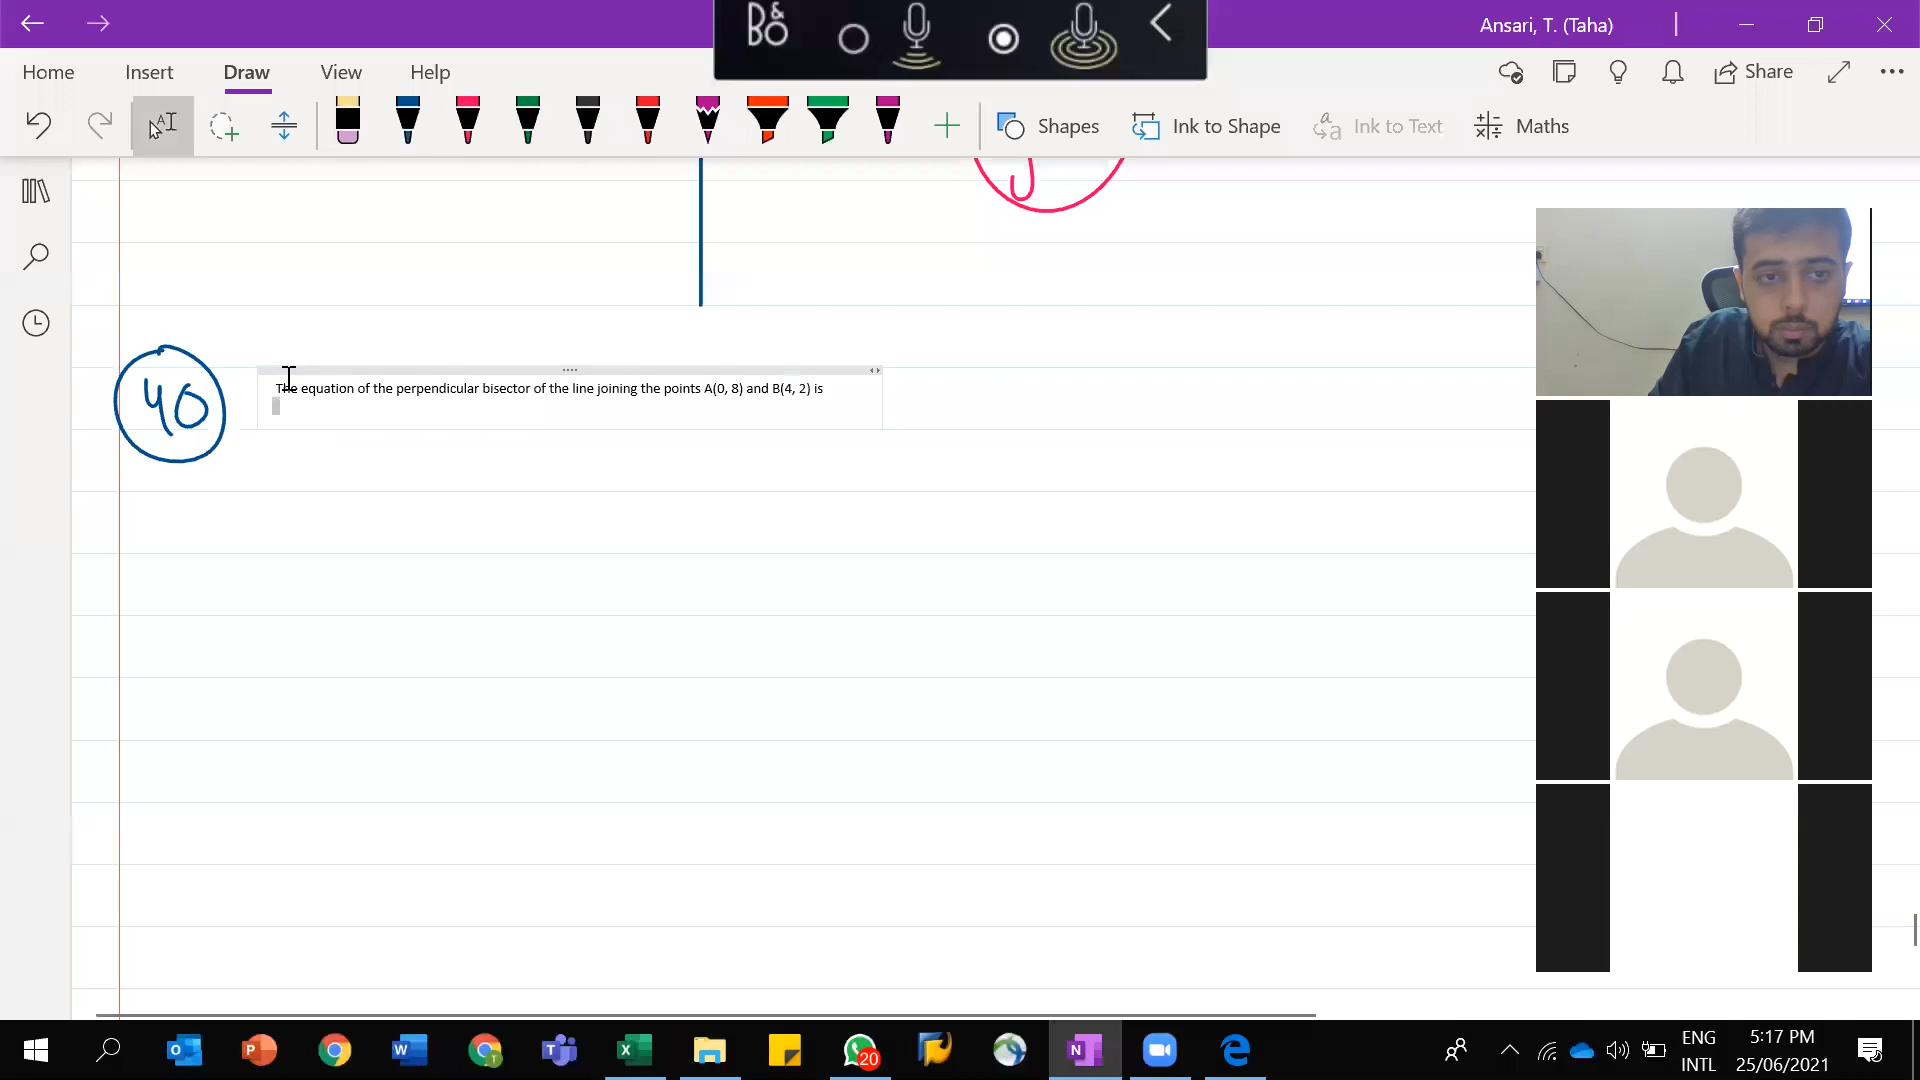 B&O
Ansari, T. (Taha)
Home Insert Draw View Help
Share
Shapes Ink to Shape Ink to Text Maths
40
The equation of the perpendicular bisector of the line joining the points A(0, 8) and B(4, 2) is
20
ENG
INTL
5:17 PM
25/06/2021